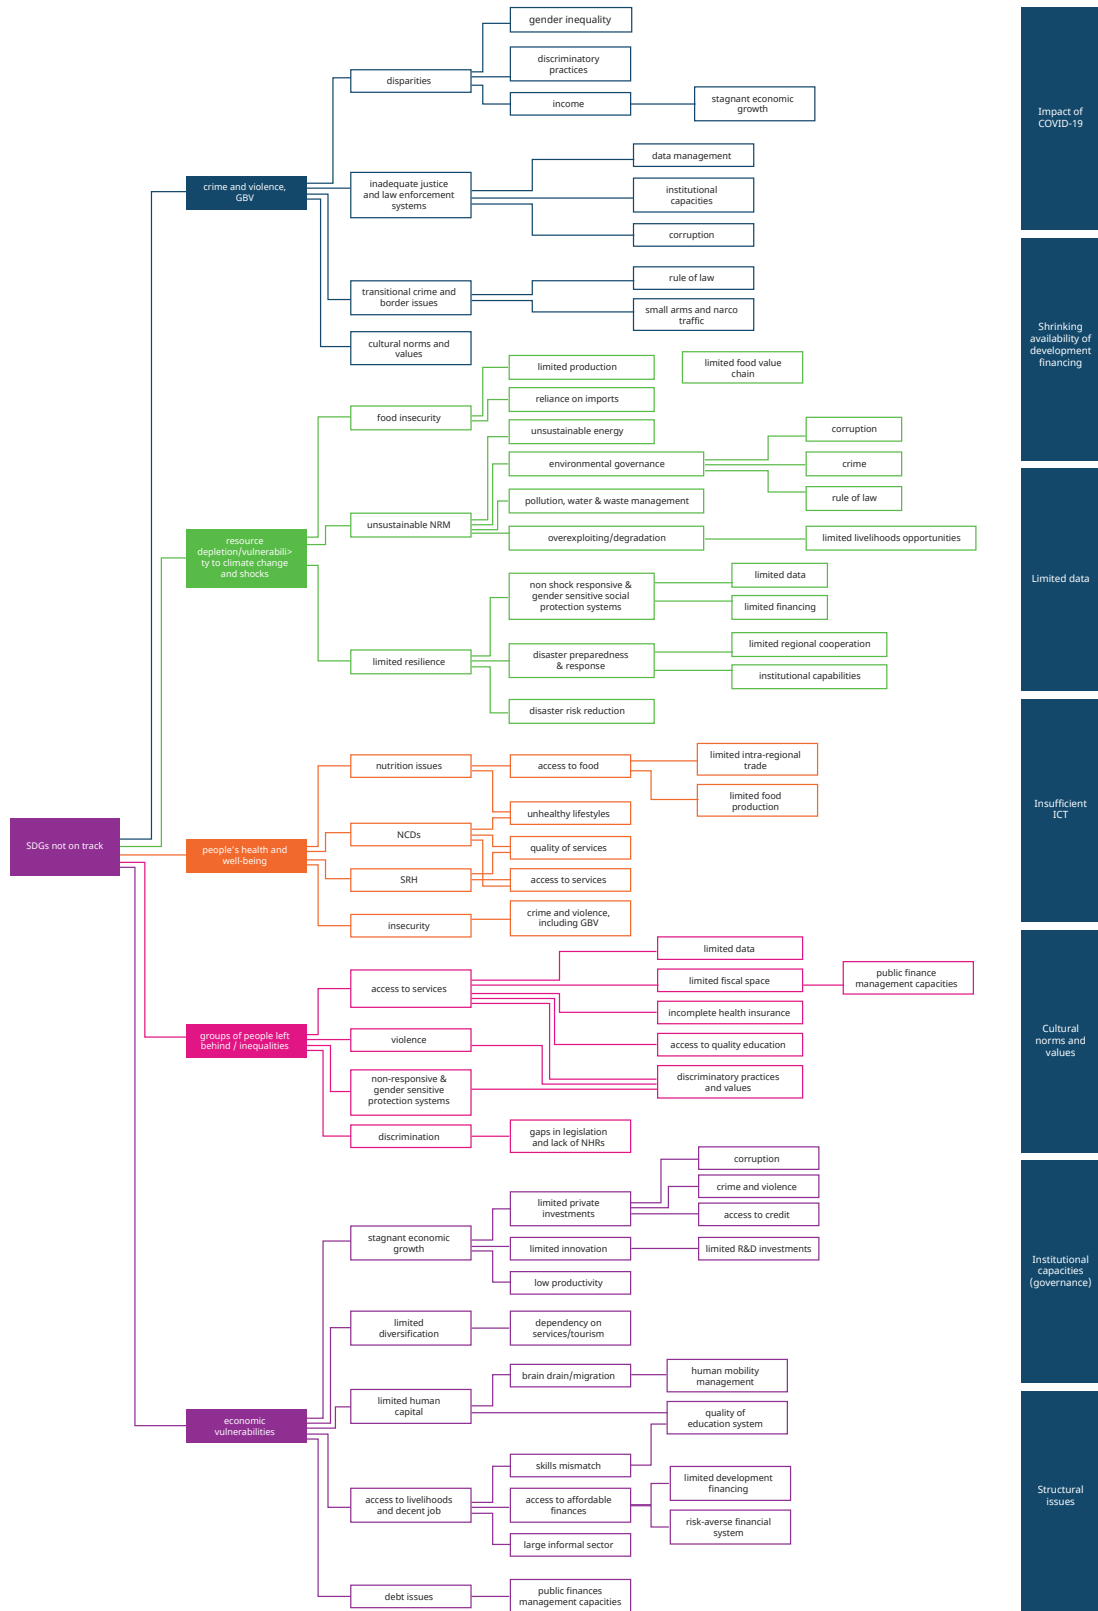 SDGs not on track
crime and violence,
GBV
disparities
gender inequality
discriminatory
practices
income
stagnant economic
growth
inadequate justice
and law enforcement
systems
data management
institutional
capacities
corruption
transitional crime and
border issues
rule of law
small arms and narco
traffic
cultural norms and
values
resource
depletion/vulnerabili>
ty to climate change
and shocks
food insecurity
limited production
limited food value
chain
reliance on imports
unsustainable NRM
unsustainable energy
environmental governance
corruption
crime
rule of law
pollution, water & waste management
overexploiting/degradation
limited livelihoods opportunities
limited resilience
non shock responsive &
gender sensitive social
protection systems
limited data
limited financing
disaster preparedness
& response
limited regional cooperation
institutional capabilities
disaster risk reduction
people's health and
well-being
nutrition issues
access to food
limited intra-regional
trade
limited food
production
unhealthy lifestyles
NCDs
quality of services
SRH
access to services
insecurity
crime and violence,
including GBV
groups of people left
behind / inequalities
access to services
limited data
limited fiscal space
public finance
management capacities
incomplete health insurance
access to quality education
discriminatory practices
and values
violence
non-responsive &
gender sensitive
protection systems
discrimination
gaps in legislation
and lack of NHRs
economic
vulnerabilities
stagnant economic
growth
limited private
investments
corruption
crime and violence
access to credit
limited innovation
limited R&D investments
low productivity
limited
diversification
dependency on
services/tourism
limited human
capital
brain drain/migration
human mobility
management
quality of
education system
access to livelihoods
and decent job
skills mismatch
access to affordable
finances
limited development
financing
risk-averse financial
system
large informal sector
debt issues
public finances
management capacities
Impact of
COVID-19
Shrinking
availability of
development
financing
Limited data
Insufficient
ICT
Cultural
norms and
values
Institutional
capacities
(governance)
Structural
issues